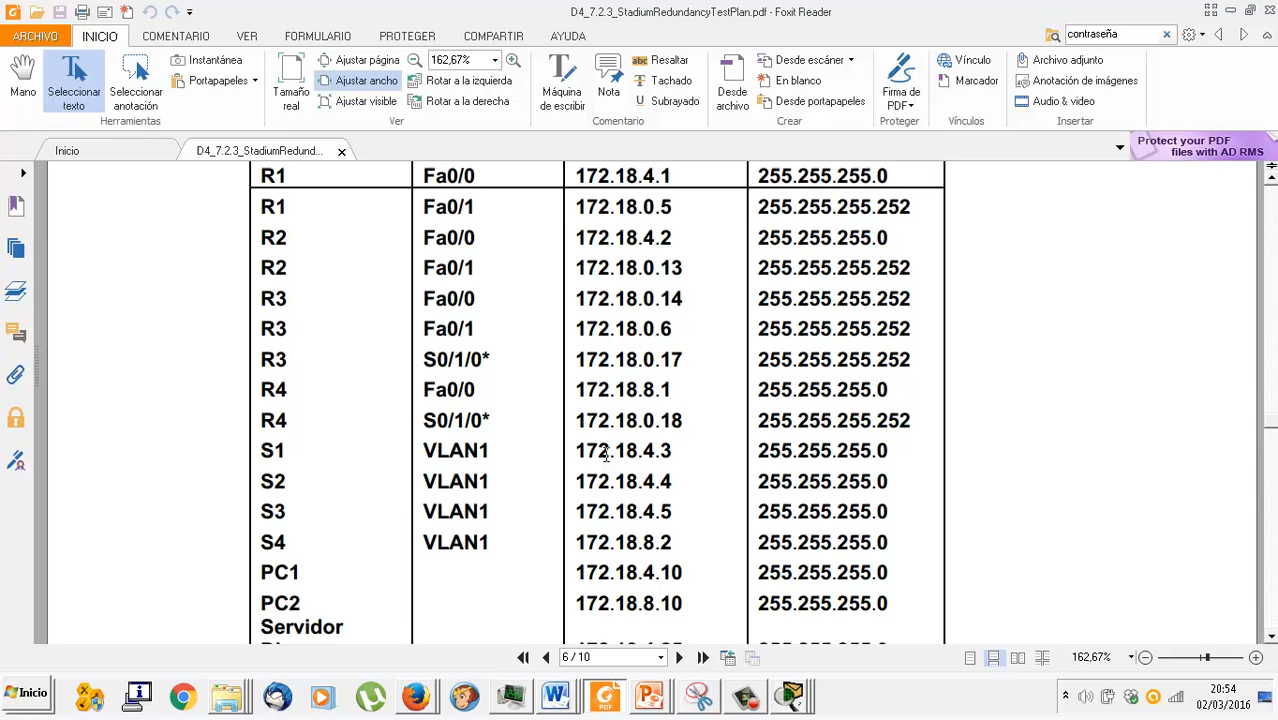 D4_7.2.3_StadiumRedundancyTestPlan.pdf - Foxit Reader
ARCHIVO INICIO COMENTARIO VER FORMULARIO PROTEGER COMPARTIR AYUDA contraseña
Mano
Seleccionar texto
Seleccionar anotación
Instantánea
Portapapeles
Herramientas
Tamaño real
Ajustar página
Ajustar ancho
Ajustar visible
162,67%
Rotar a la izquierda
Rotar a la derecha
Ver
Máquina de escribir
Nota
Resaltar
Tachado
Subrayado
Comentario
Desde archivo
Desde escáner
En blanco
Desde portapapeles
Crear
Firma de PDF
Proteger
Vínculo
Marcador
Vínculos
Archivo adjunto
Anotación de imágenes
Audio & video
Insertar
Inicio D4_7.2.3_StadiumRedund...
Protect your PDF
files with AD RMS
R1 Fa0/0 172.18.4.1 255.255.255.0
R1 Fa0/1 172.18.0.5 255.255.255.252
R2 Fa0/0 172.18.4.2 255.255.255.0
R2 Fa0/1 172.18.0.13 255.255.255.252
R3 Fa0/0 172.18.0.14 255.255.255.252
R3 Fa0/1 172.18.0.6 255.255.255.252
R3 S0/1/0* 172.18.0.17 255.255.255.252
R4 Fa0/0 172.18.8.1 255.255.255.0
R4 S0/1/0* 172.18.0.18 255.255.255.252
S1 VLAN1 172.18.4.3 255.255.255.0
S2 VLAN1 172.18.4.4 255.255.255.0
S3 VLAN1 172.18.4.5 255.255.255.0
S4 VLAN1 172.18.8.2 255.255.255.0
PC1 172.18.4.10 255.255.255.0
PC2 172.18.8.10 255.255.255.0
Servidor
6 / 10 162,67%
Inicio
PDF
20:54
02/03/2016